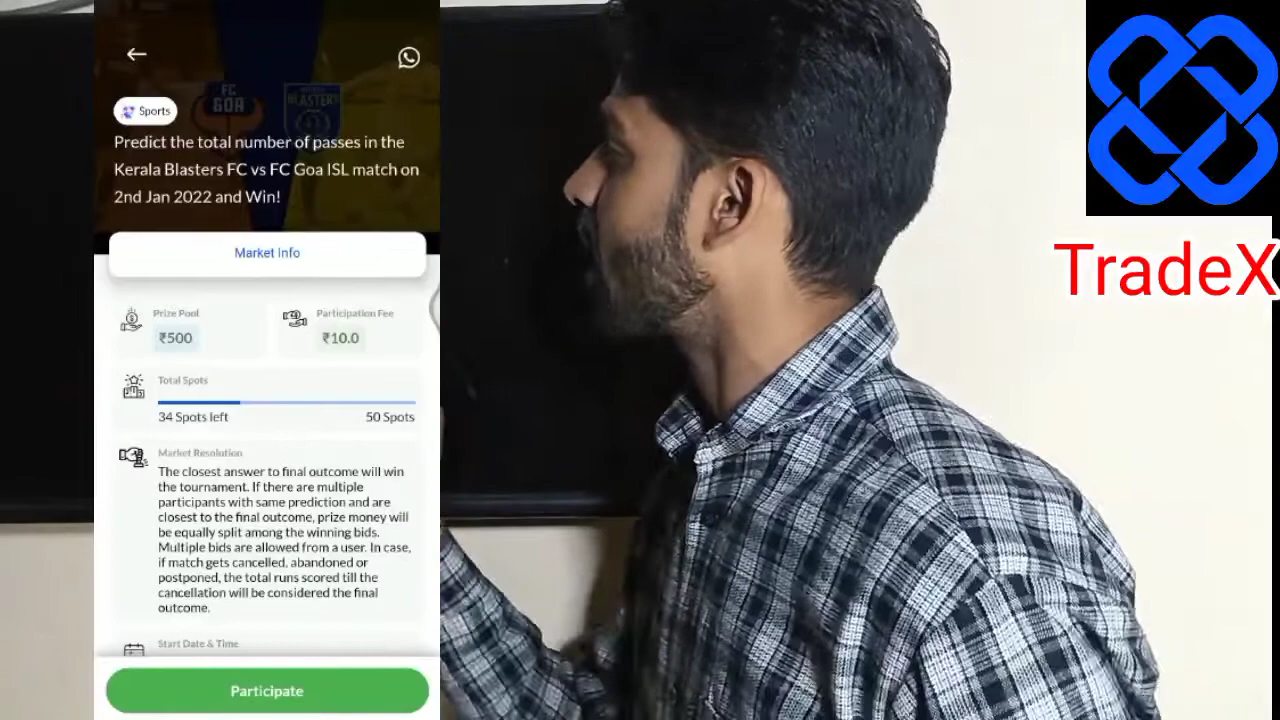 FC
GOA
BLASTERS
Sports
Predict the total number of passes in the
Kerala Blasters FC vs FC Goa ISL match on
2nd Jan 2022 and Win!
Market Info
Prize Pool
₹500
Participation Fee
₹10.0
Total Spots
34 Spots left
50 Spots
Market Resolution
The closest answer to final outcome will win
the tournament. If there are multiple
participants with same prediction and are
closest to the final outcome, prize money will
be equally split among the winning bids.
Multiple bids are allowed from a user. In case,
if match gets cancelled, abandoned or
postponed, the total runs scored till the
cancellation will be considered the final
outcome.
Start Date & Time
Participate
TradeX